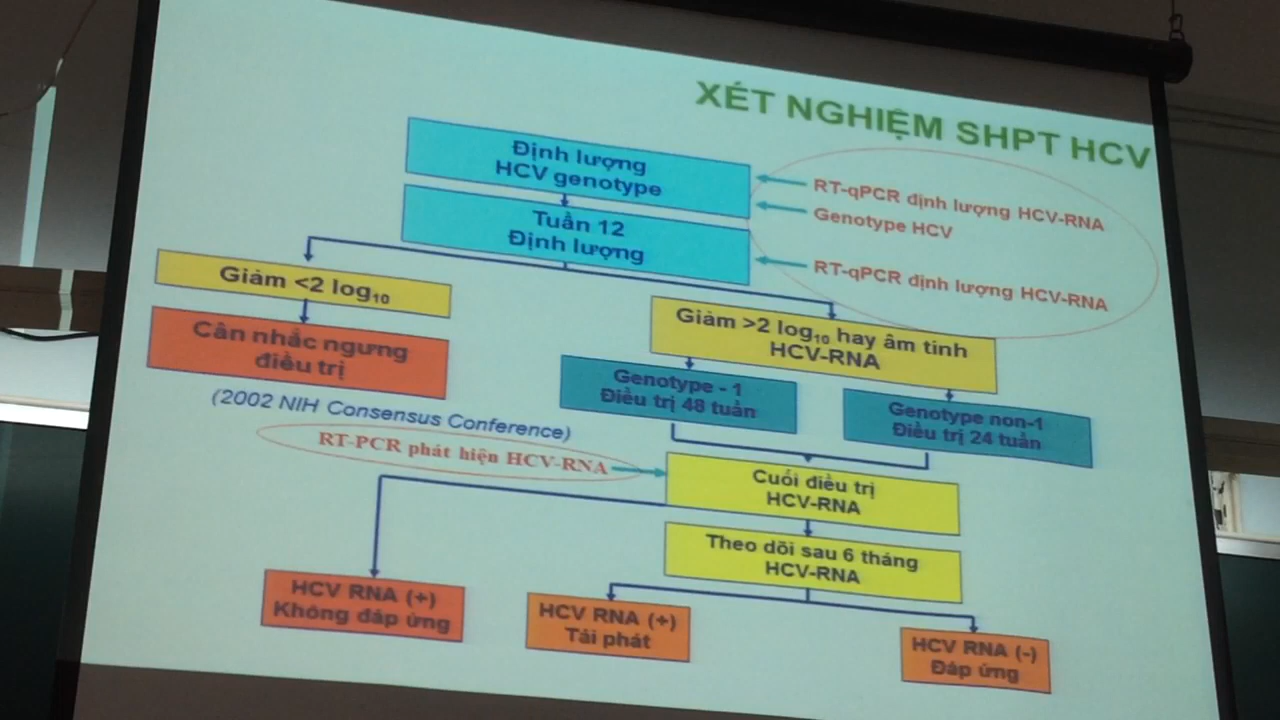 XÉT NGHIỆM SHPT HCV
Định lượng
HCV genotype
RT-qPCR định lượng HCV-RNA
Genotype HCV
Tuần 12
Định lượng
RT-qPCR định lượng HCV-RNA
Giảm <2 log10
Giảm >2 log10 hay âm tính
HCV-RNA
Cân nhắc ngưng
điều trị
(2002 NIH Consensus Conference)
Genotype - 1
Điều trị 48 tuần
Genotype non-1
Điều trị 24 tuần
RT-PCR phát hiện HCV-RNA
Cuối điều trị
HCV-RNA
Theo dõi sau 6 tháng
HCV-RNA
HCV RNA (+)
Không đáp ứng
HCV RNA (+)
Tái phát
HCV RNA (-)
Đáp ứng